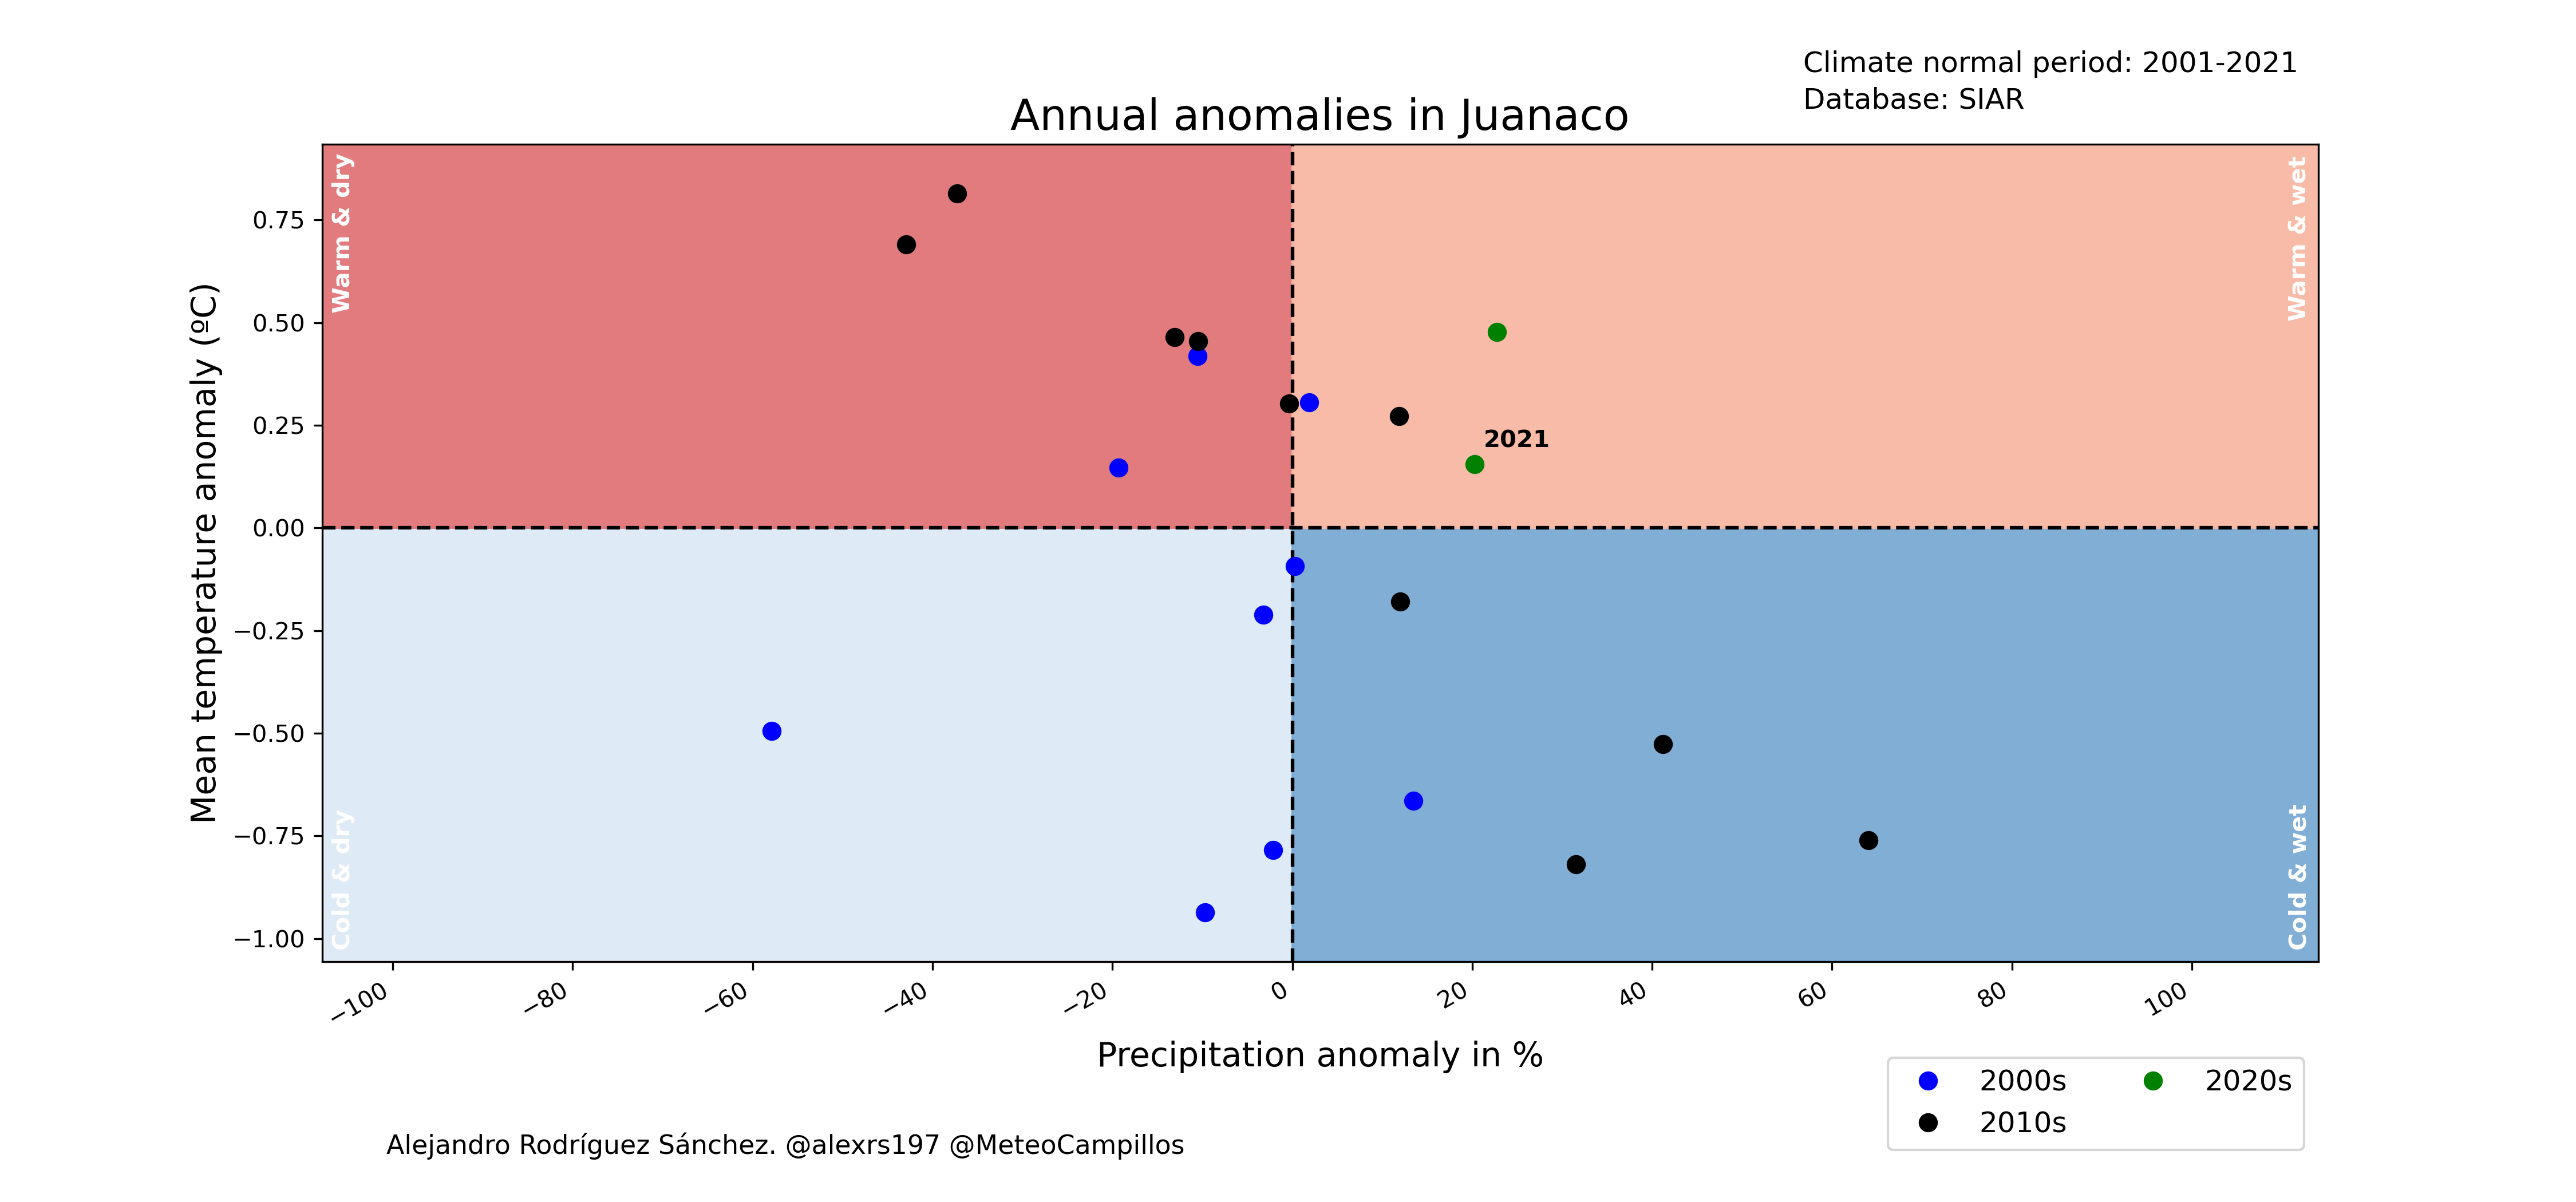 Climate normal period: 2001-2021
Database: SIAR
Annual anomalies in Juanaco
Warm & dry
Warm & wet
Cold & dry
Cold & wet
2021
Mean temperature anomaly (ºC)
0.75
0.50
0.25
0.00
−0.25
−0.50
−0.75
−1.00
−100
−80
−60
−40
−20
0
20
40
60
80
100
Precipitation anomaly in %
2000s
2010s
2020s
Alejandro Rodríguez Sánchez. @alexrs197 @MeteoCampillos